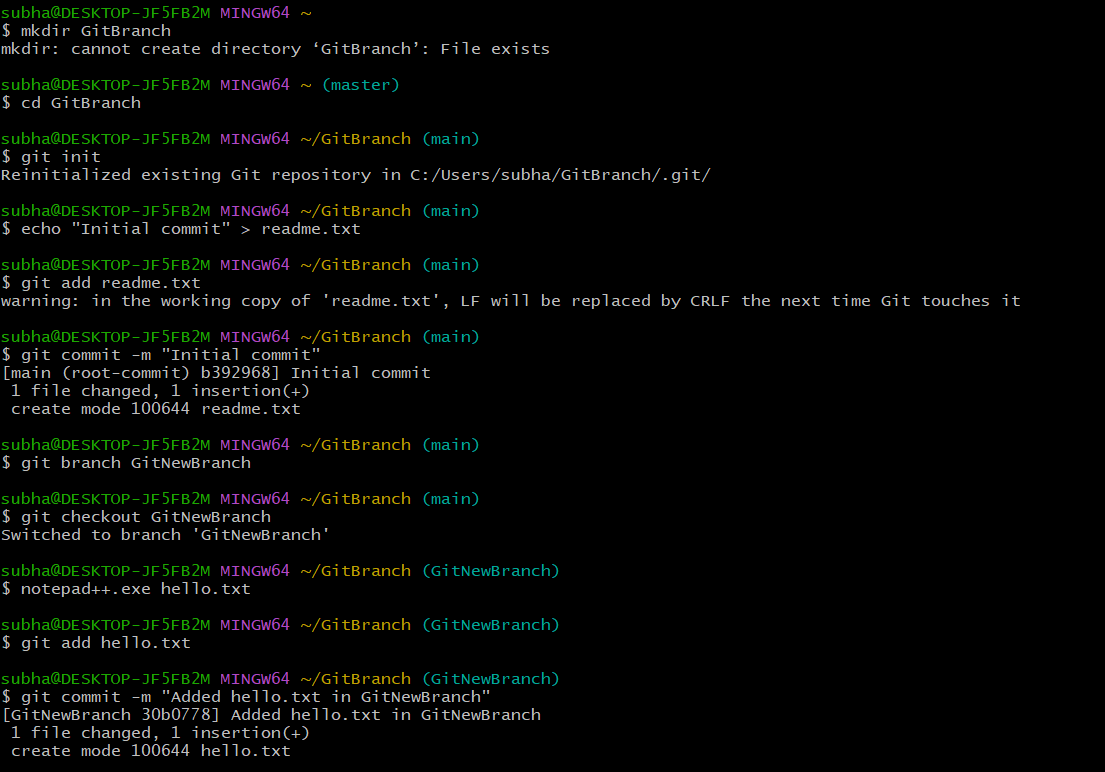 subha@DESKTOP-JF5FB2M MINGW64 ~
$ mkdir GitBranch
mkdir: cannot create directory ‘GitBranch’: File exists
subha@DESKTOP-JF5FB2M MINGW64 ~ (master)
$ cd GitBranch
subha@DESKTOP-JF5FB2M MINGW64 ~/GitBranch (main)
$ git init
Reinitialized existing Git repository in C:/Users/subha/GitBranch/.git/
subha@DESKTOP-JF5FB2M MINGW64 ~/GitBranch (main)
$ echo "Initial commit" > readme.txt
subha@DESKTOP-JF5FB2M MINGW64 ~/GitBranch (main)
$ git add readme.txt
warning: in the working copy of 'readme.txt', LF will be replaced by CRLF the next time Git touches it
subha@DESKTOP-JF5FB2M MINGW64 ~/GitBranch (main)
$ git commit -m "Initial commit"
[main (root-commit) b392968] Initial commit
 1 file changed, 1 insertion(+)
 create mode 100644 readme.txt
subha@DESKTOP-JF5FB2M MINGW64 ~/GitBranch (main)
$ git branch GitNewBranch
subha@DESKTOP-JF5FB2M MINGW64 ~/GitBranch (main)
$ git checkout GitNewBranch
Switched to branch 'GitNewBranch'
subha@DESKTOP-JF5FB2M MINGW64 ~/GitBranch (GitNewBranch)
$ notepad++.exe hello.txt
subha@DESKTOP-JF5FB2M MINGW64 ~/GitBranch (GitNewBranch)
$ git add hello.txt
subha@DESKTOP-JF5FB2M MINGW64 ~/GitBranch (GitNewBranch)
$ git commit -m "Added hello.txt in GitNewBranch"
[GitNewBranch 30b0778] Added hello.txt in GitNewBranch
 1 file changed, 1 insertion(+)
 create mode 100644 hello.txt